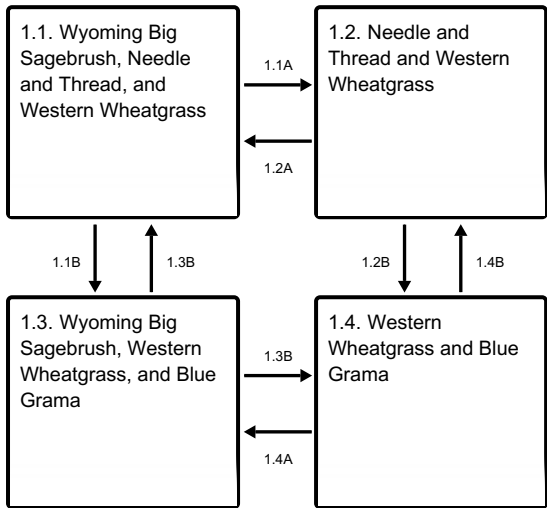 1.1. Wyoming Big
Sagebrush, Needle
and Thread, and
Western Wheatgrass
1.1A
1.2A
1.2. Needle and
Thread and Western
Wheatgrass
1.1B
1.3B
1.2B
1.4B
1.3. Wyoming Big
Sagebrush, Western
Wheatgrass, and Blue
Grama
1.3B
1.4A
1.4. Western
Wheatgrass and Blue
Grama